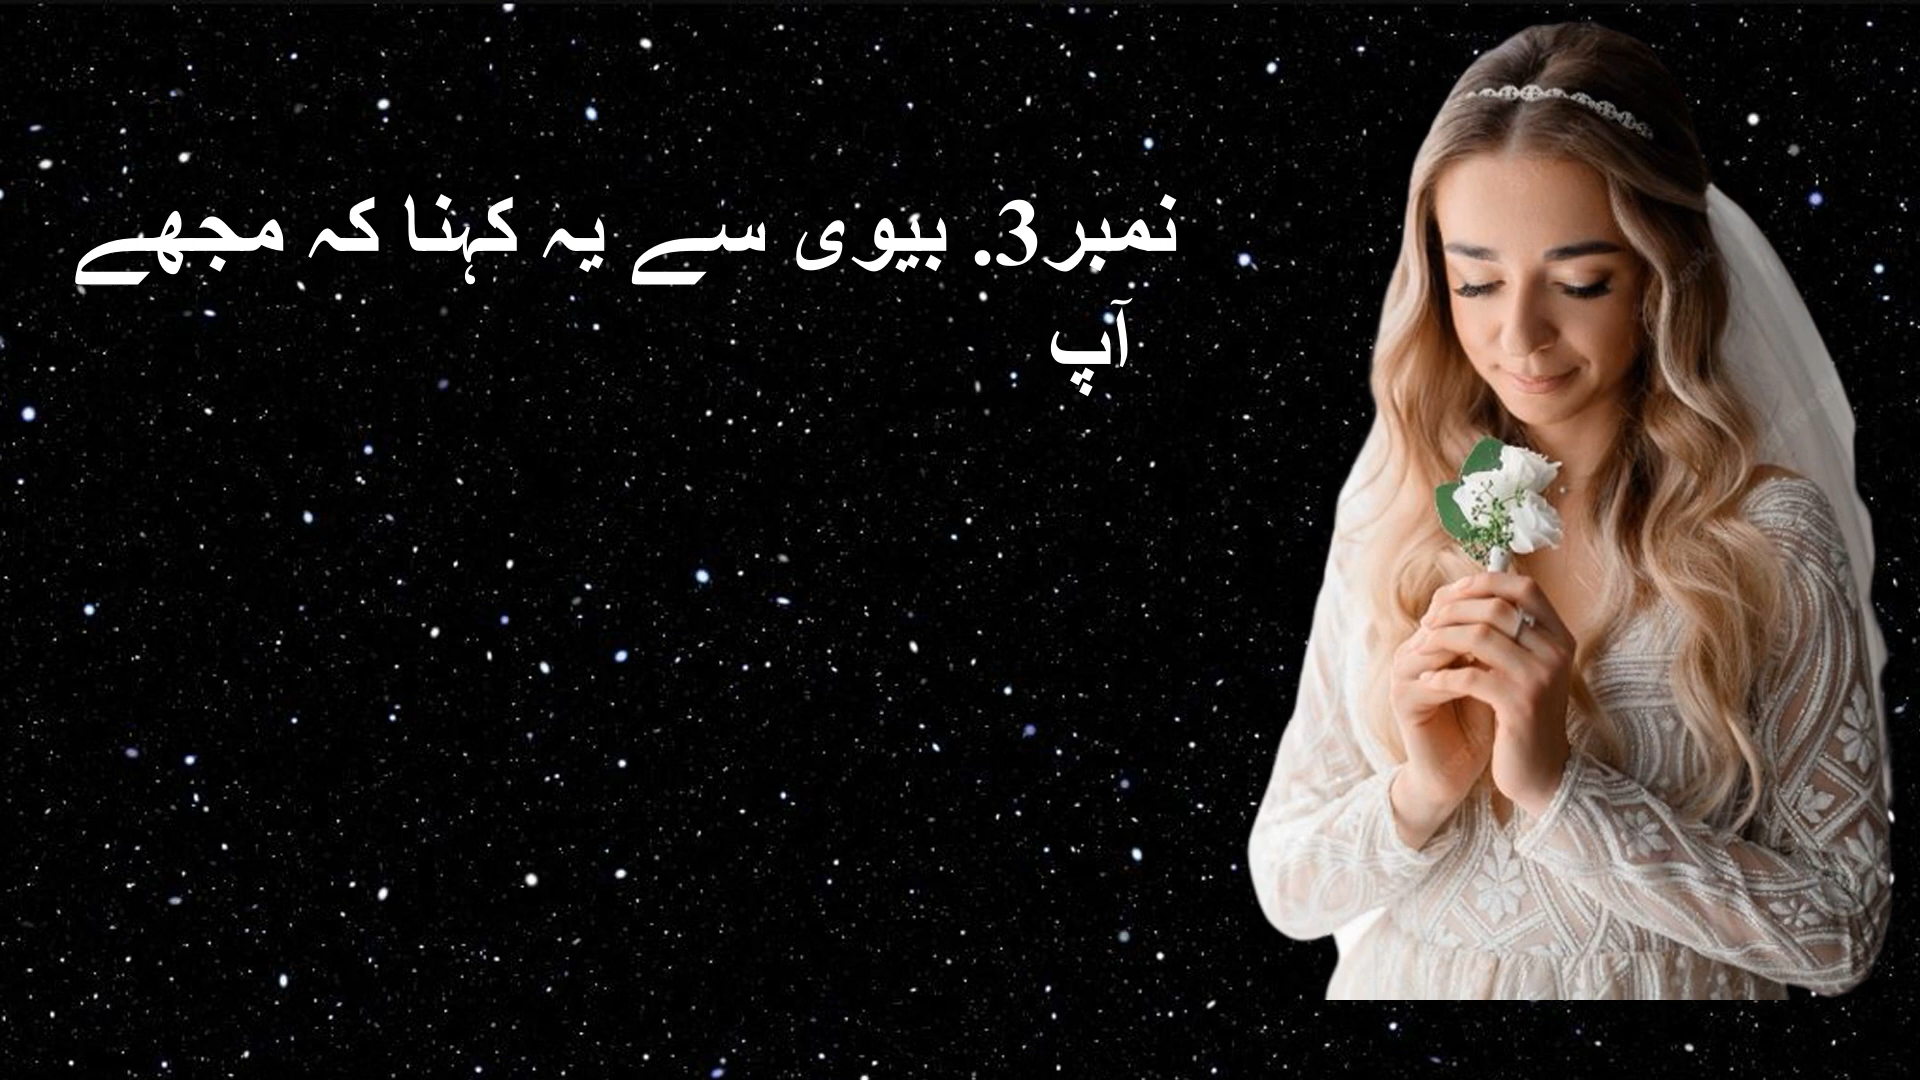 نمبر3. بیوی سے یہ کہنا کہ مجھے
آپ